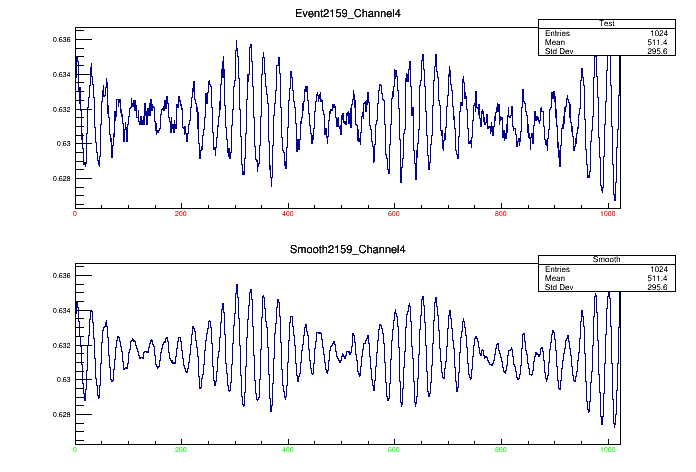 Event2159_Channel4
Test
Entries 1024
Mean 511.4
Std Dev 295.6
0.636
0.634
0.632
0.63
0.628
0 200 400 600 800 1000
Smooth2159_Channel4
Smooth
Entries 1024
Mean 511.4
Std Dev 295.6
0.636
0.634
0.632
0.63
0.628
0 200 400 600 800 1000